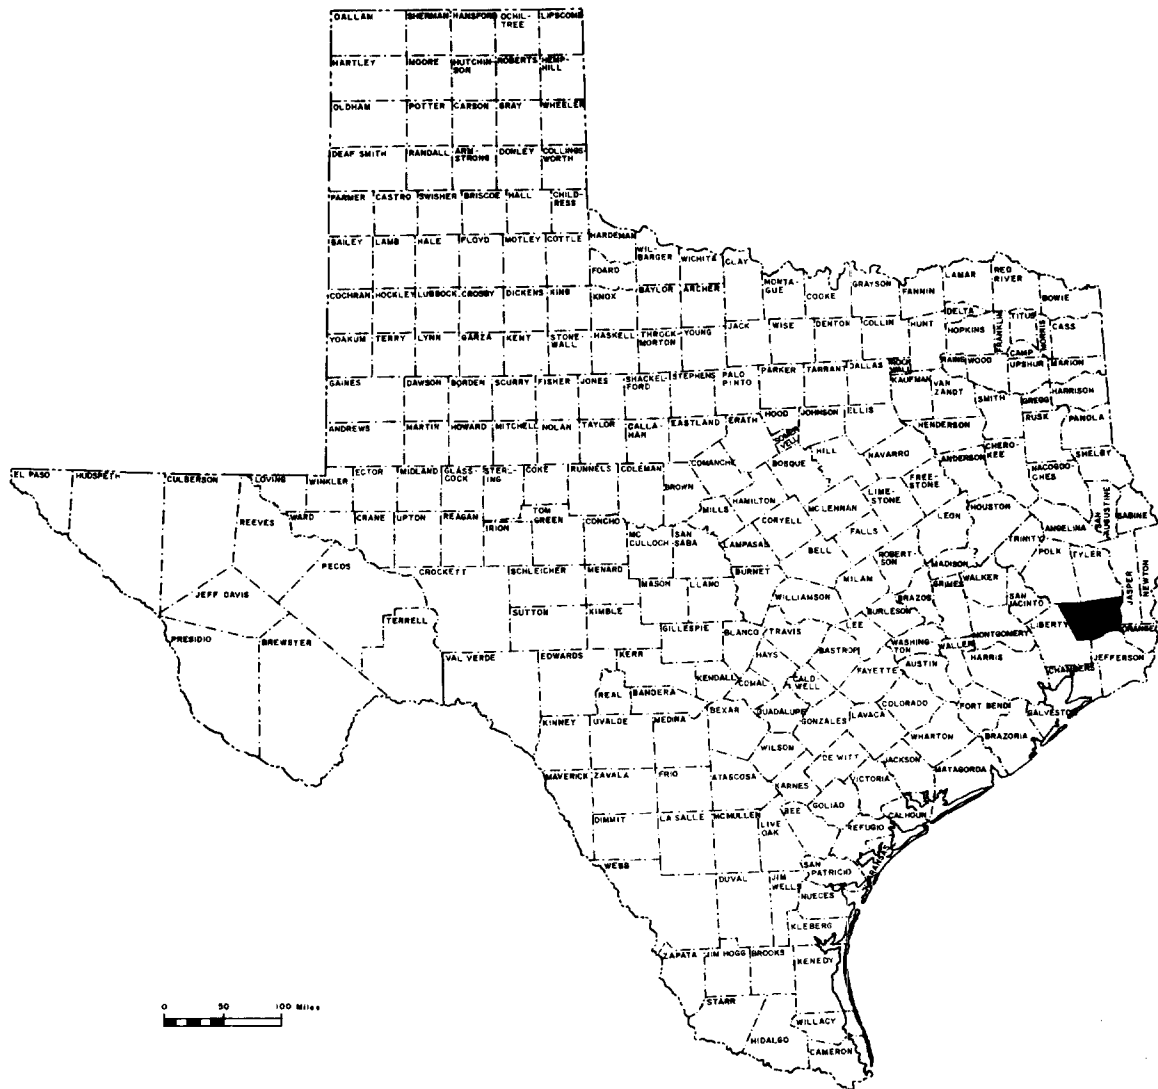 DALLAM SHERMAN HANSFORD OCHIL-
TREE LIPSCOMB
HARTLEY MOORE HUTCHIN
SON ROBERTS HEMP-
HILL
OLDHAM POTTER CARSON GRAY WHEELER
DEAF SMITH RANDALL ARM-
STRONG DONLEY COLLINGS-
WORTH
PARMER CASTRO SWISHER BRISCOE HALL CHILD-
RESS
BAILEY LAMB HALE FLOYD MOTLEY COTTLE HARDEMAN
FOARD
WIL-
BARGER WICHITA CLAY
COCHRAN HOCKLEY LUBBOCK CROSBY DICKENS KING KNOX BAYLOR ARCHER MONTA-
GUE COOKE GRAYSON FANNIN LAMAR RED
RIVER BOWIE
YOAKUM TERRY LYNN GARZA KENT STONE-
WALL HASKELL THROCK
MORTON YOUNG JACK WISE DENTON COLLIN HUNT DELTA
HOPKINS FRANKLIN TITUS MORRIS CASS
CAMP
GAINES DAWSON BORDEN SCURRY FISHER JONES SHACKEL-
FORD STEPHENS PALO
PINTO PARKER TARRANT DALLAS ROCK
WALL RAINS WOOD UPSHUR MARION
KAUFMAN VAN
ZANDT SMITH GREGG HARRISON
ANDREWS MARTIN HOWARD MITCHELL NOLAN TAYLOR CALLA-
HAN EASTLAND ERATH HOOD JOHNSON ELLIS HENDERSON RUSK PANOLA
SOMER
VELL
EL PASO HUDSPETH CULBERSON LOVING WINKLER ECTOR MIDLAND GLASS-
COCK STER-
ING COKE RUNNELS COLEMAN BROWN COMANCHE BOSQUE HILL NAVARRO ANDERSON CHERO-
KEE NACOGDO-
CHES SHELBY
REEVES WARD CRANE UPTON REAGAN IRION TOM
GREEN CONCHO MC
CULLOCH SAN
SABA MILLS HAMILTON CORYELL MCLENNAN LIME-
STONE FREE-
STONE LEON HOUSTON ANGELINA SAN
AUGUSTINE SABINE
LAMPASAS BELL FALLS ROBERT
SON TRINITY POLK TYLER JASPER NEWTON
PECOS CROCKETT SCHLEICHER MENARD MASON LLANO BURNET WILLIAMSON MILAM BRAZOS MADISON GRIMES WALKER SAN
JACINTO
JEFF DAVIS TERRELL SUTTON KIMBLE GILLESPIE BLANCO TRAVIS LEE BURLESON WASHING-
TON WALLER MONTGOMERY IBERTY ORANGE
PRESIDIO BREWSTER VAL VERDE EDWARDS KERR HAYS BASTROP FAYETTE AUSTIN HARRIS CHAMBERS JEFFERSON
REAL BANDERA KENDALL COMAL CALD-
WELL
KINNEY UVALDE MEDINA BEXAR GUADALUPE GONZALES LAVACA COLORADO FORT BEND GALVESTON
WILSON WHARTON BRAZORIA
MAVERICK ZAVALA FRIO ATASCOSA KARNES DE WITT VICTORIA JACKSON MATAGORDA
DIMMIT LA SALLE MCMULLEN LIVE
OAK BEE GOLIAD REFUGIO CALHOUN
WEBB DUVAL JIM
WELLS SAN
PATRICIO ARANSAS
NUECES
KLEBERG
ZAPATA JIM HOGG BROOKS KENEDY
STARR HIDALGO WILLACY
CAMERON
0 50 100 Miles